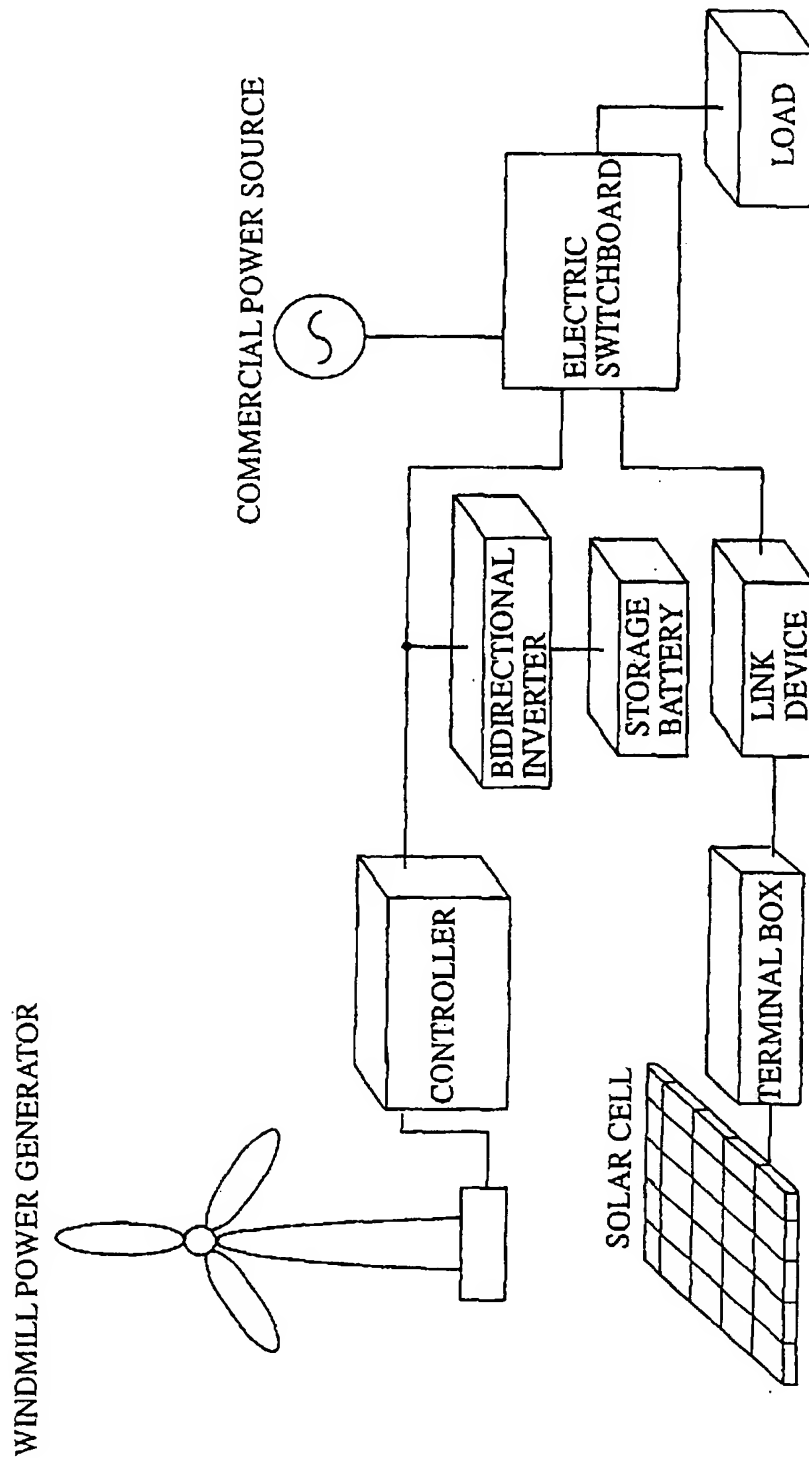 WINDMILL POWER GENERATOR
COMMERCIAL POWER SOURCE
CONTROLLER
BIDIRECTIONAL
INVERTER
ELECTRIC
SWITCHBOARD
STORAGE
BATTERY
SOLAR CELL
TERMINAL BOX
LINK
DEVICE
LOAD